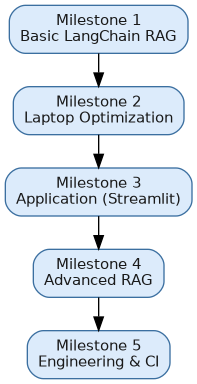 Milestone 1
Basic LangChain RAG
Milestone 2
Laptop Optimization
Milestone 3
Application (Streamlit)
Milestone 4
Advanced RAG
Milestone 5
Engineering & CI